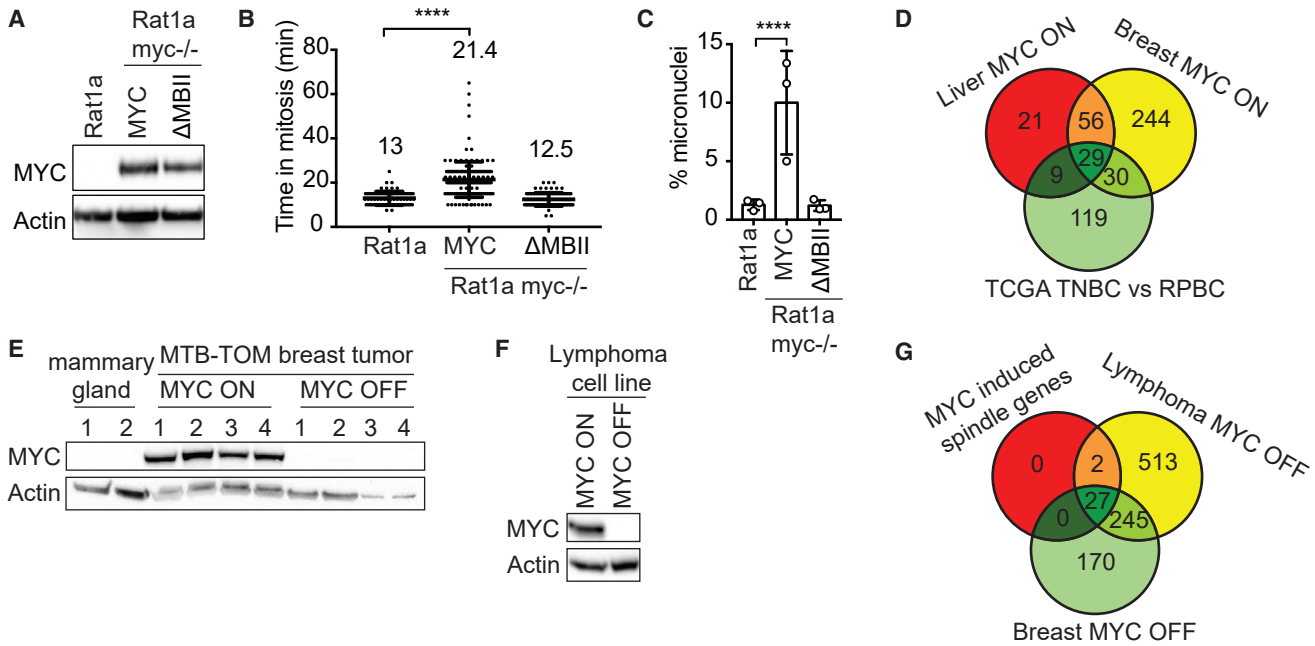 A
Rat1a
myc-/-
Rat1a
MYC
ΔMBII
MYC
Actin
B
Time in mitosis (min)
80
60
40
20
0
****
13
21.4
12.5
Rat1a
MYC
ΔMBII
Rat1a myc-/-
C
% micronuclei
15
10
5
0
****
Rat1a
MYC
ΔMBII
Rat1a
myc-/-
D
Liver MYC ON
Breast MYC ON
21
56
244
29
9
30
119
TCGA TNBC vs RPBC
E
mammary
gland
MTB-TOM breast tumor
MYC ON
MYC OFF
1 2 1 2 3 4 1 2 3 4
MYC
Actin
F
Lymphoma
cell line
MYC ON
MYC OFF
MYC
Actin
G
MYC induced
spindle genes
Lymphoma MYC OFF
0
2
513
27
0
245
170
Breast MYC OFF